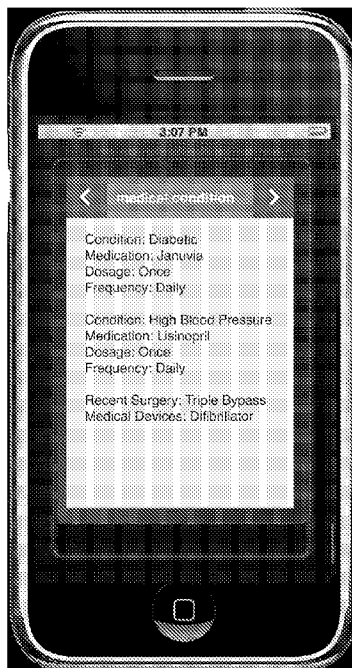 3:07 PM
medical condition
Condition: Diabetic
Medication: Januvia
Dosage: Once
Frequency: Daily
Condition: High Blood Pressure
Medication: Lisinopril
Dosage: Once
Frequency: Daily
Recent Surgery: Triple Bypass
Medical Devices: Difibrillator